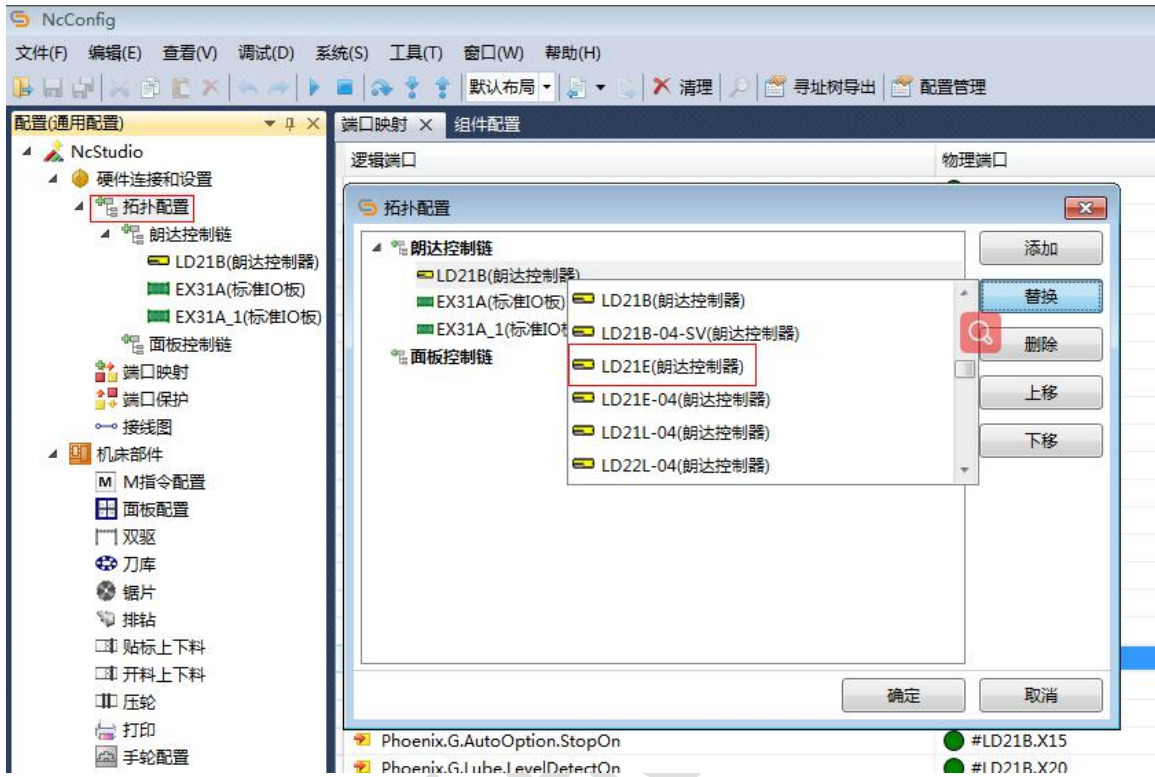 NcConfig
文件(F) 编辑(E) 查看(V) 调试(D) 系统(S) 工具(T) 窗口(W) 帮助(H)
默认布局 清理 寻址树导出 配置管理
配置(通用配置)
端口映射 组件配置
NcStudio
硬件连接和设置
拓扑配置
朗达控制链
LD21B(朗达控制器)
EX31A(标准IO板)
EX31A_1(标准IO板)
面板控制链
端口映射
端口保护
接线图
机床部件
M指令配置
面板配置
双驱
刀库
锯片
排钻
贴标上下料
开料上下料
压轮
打印
手轮配置
逻辑端口 物理端口
拓扑配置
朗达控制链
LD21B(朗达控制器)
EX31A(标准IO板)
EX31A_1(标准IO
面板控制链
LD21B(朗达控制器)
LD21B-04-SV(朗达控制器)
LD21E(朗达控制器)
LD21E-04(朗达控制器)
LD21L-04(朗达控制器)
LD22L-04(朗达控制器)
添加
替换
删除
上移
下移
确定 取消
Phoenix.G.AutoOption.StopOn #LD21B.X15
Phoenix.G.Lube.LevelDetectOn #LD21B.X20